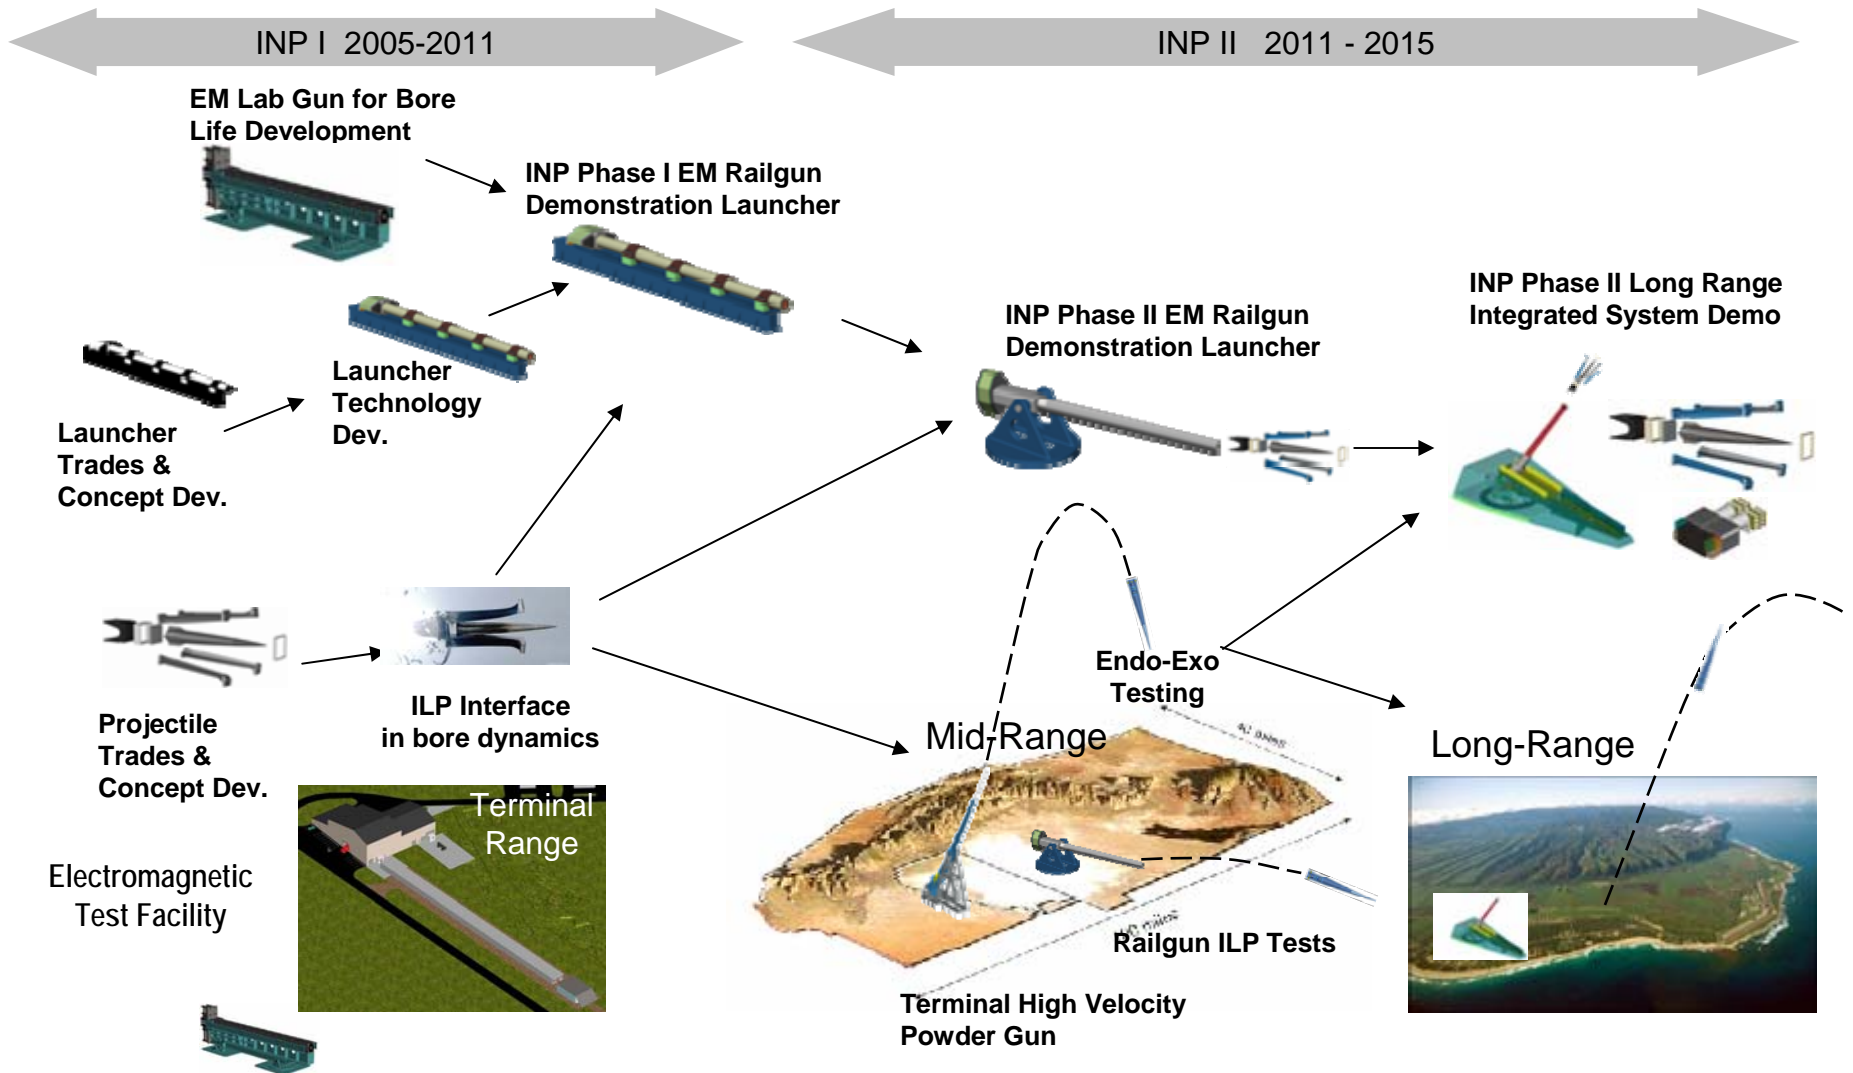 INP I 2005-2011
INP II 2011 - 2015
EM Lab Gun for Bore
Life Development
INP Phase I EM Railgun
Demonstration Launcher
INP Phase II Long Range
Integrated System Demo
INP Phase II EM Railgun
Demonstration Launcher
Launcher
Technology
Dev.
Launcher
Trades &
Concept Dev.
Endo-Exo
Testing
ILP Interface
in bore dynamics
Projectile
Trades &
Concept Dev.
Mid-Range
Long-Range
Terminal
Range
Electromagnetic
Test Facility
miles
Railgun ILP Tests
Terminal High Velocity
Powder Gun